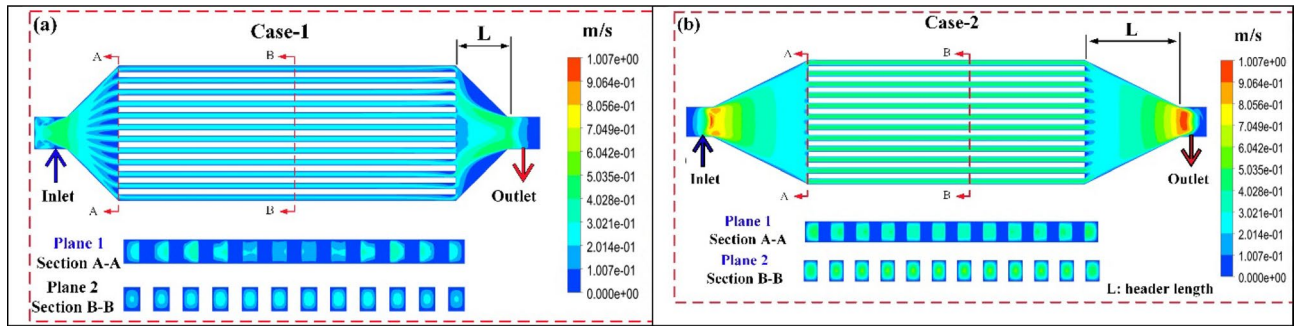 (a)
Case-1
L
m/s
A
B
1.007e+00
9.064e-01
8.056e-01
7.049e-01
6.042e-01
5.035e-01
4.028e-01
3.021e-01
2.014e-01
1.007e-01
0.000e+00
Inlet
Outlet
A
B
Plane 1
Section A-A
Plane 2
Section B-B
(b)
Case-2
L
m/s
A
B
1.007e+00
9.064e-01
8.056e-01
7.049e-01
6.042e-01
5.035e-01
4.028e-01
3.021e-01
2.014e-01
1.007e-01
0.000e+00
Inlet
Outlet
A
B
Plane 1
Section A-A
Plane 2
Section B-B
L: header length